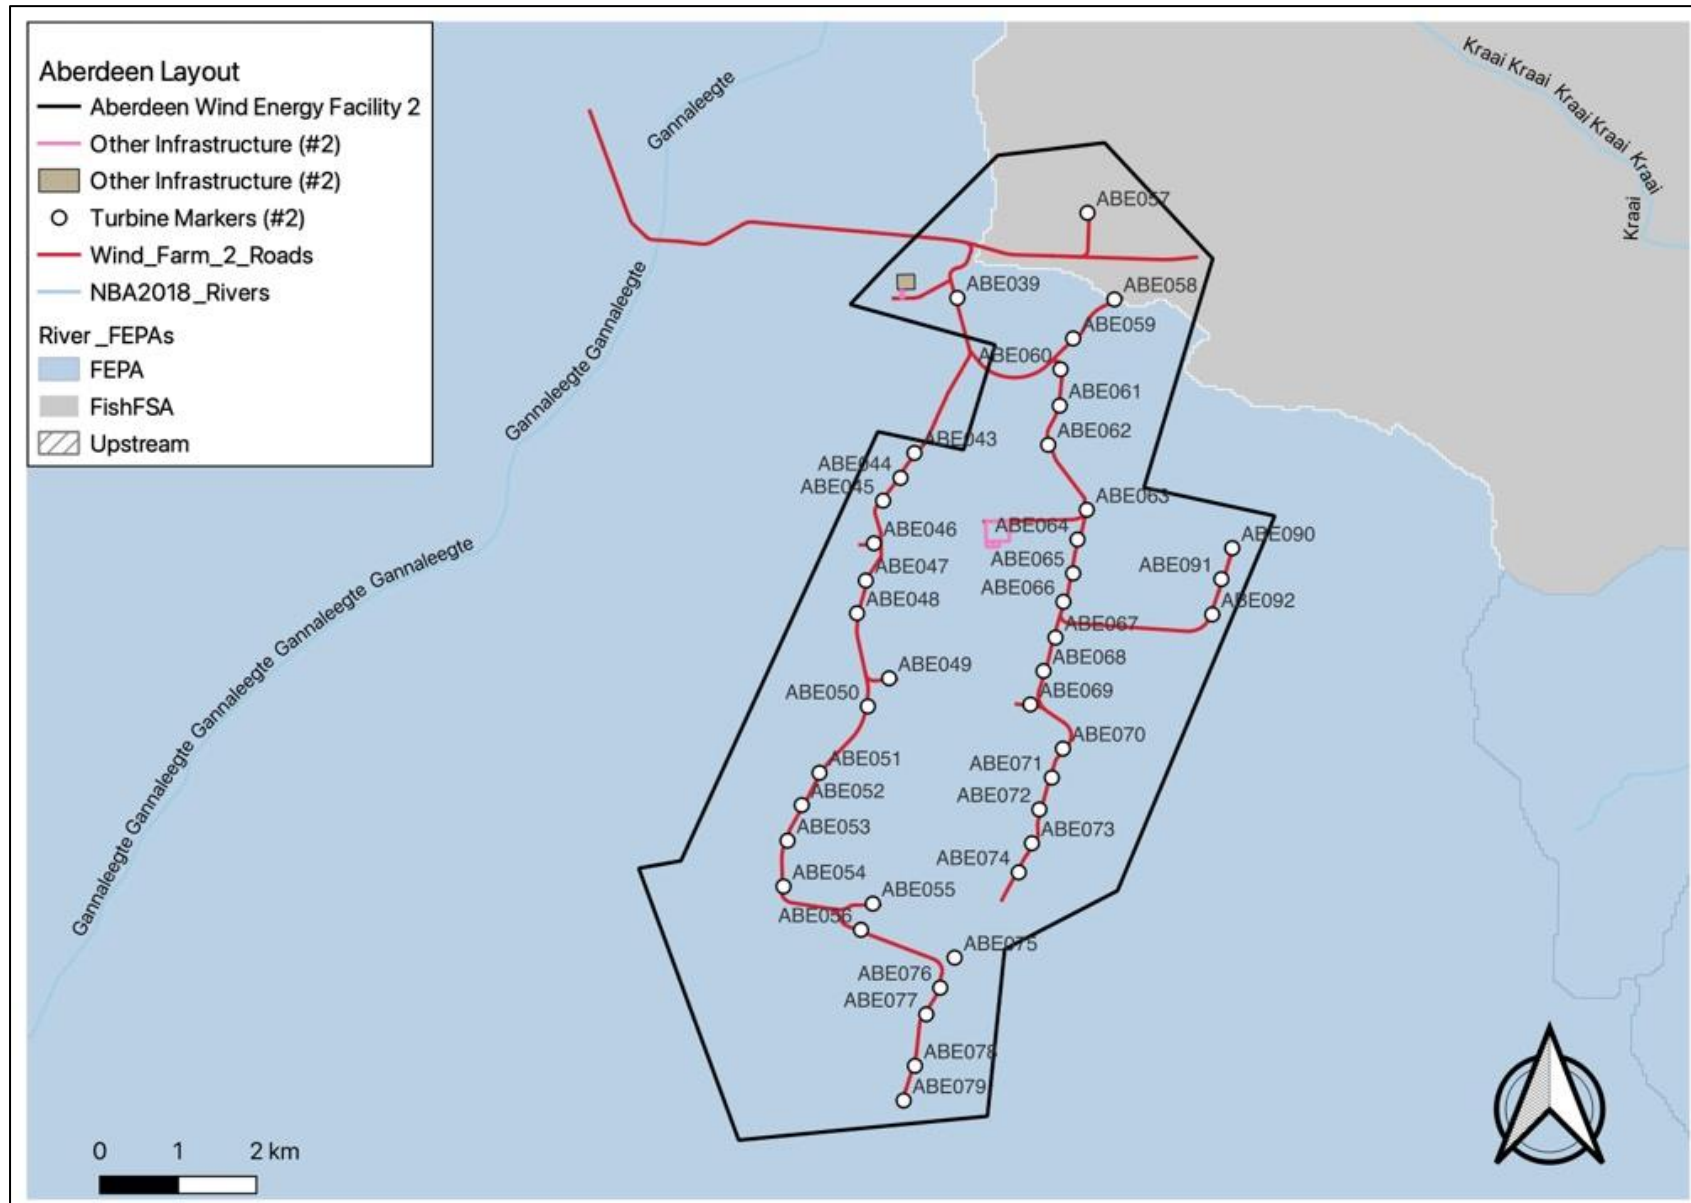 Aberdeen Layout
Aberdeen Wind Energy Facility 2
Other Infrastructure (#2)
Other Infrastructure (#2)
Turbine Markers (#2)
Wind_Farm_2_Roads
NBA2018_Rivers
River_FEPAs
FEPA
FishFSA
Upstream
Gannaleegte
Gannaleegte Gannaleegte
Gannaleegte Gannaleegte Gannaleegte Gannaleegte Gannaleegte
Kraai Kraai Kraai Kraai Kraai
Kraai
ABE057
ABE039
ABE058
ABE059
ABE060
ABE061
ABE062
ABE043
ABE044
ABE045
ABE063
ABE046
ABE064
ABE090
ABE047
ABE065
ABE091
ABE048
ABE066
ABE092
ABE067
ABE049
ABE068
ABE050
ABE069
ABE070
ABE051
ABE071
ABE052
ABE072
ABE053
ABE073
ABE054
ABE074
ABE055
ABE056
ABE075
ABE076
ABE077
ABE078
ABE079
0 1 2 km